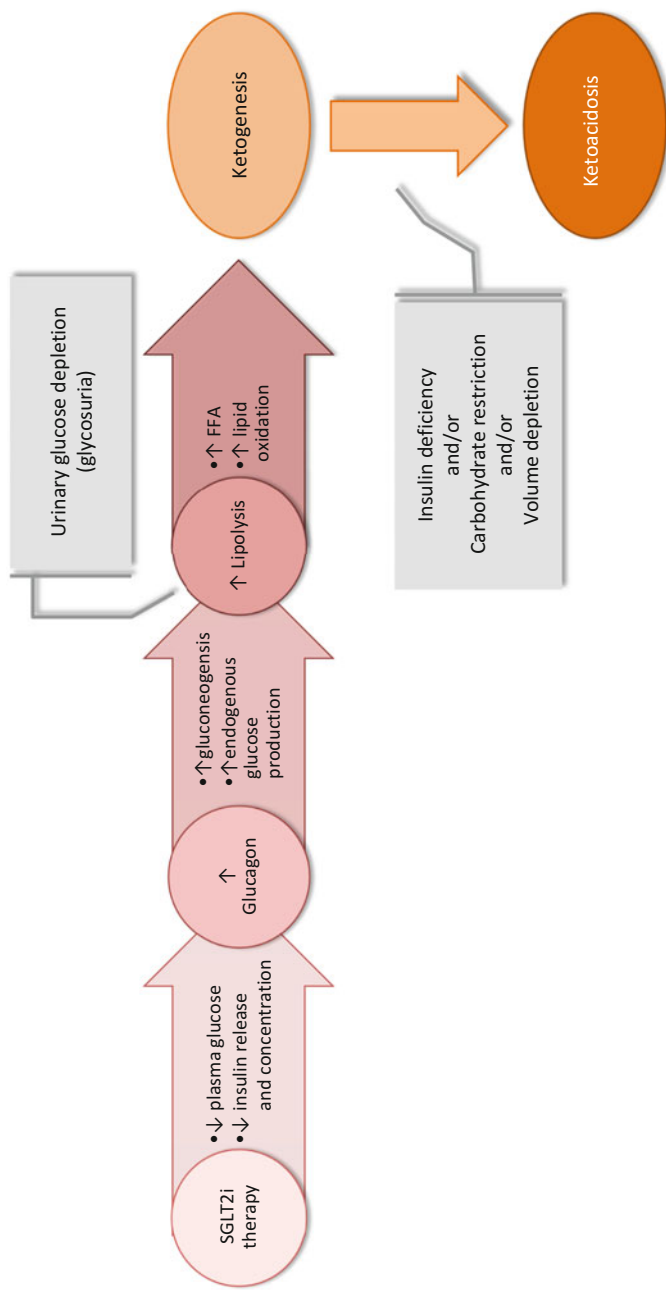 Urinary glucose depletion
(glycosuria)
SGLT2i
therapy
•↓ plasma glucose
•↓ insulin release
and concentration
↑
Glucagon
•↑gluconeogensis
•↑endogenous
glucose
production
↑ Lipolysis
•↑ FFA
•↑ lipid
oxidation
Ketogenesis
Insulin deficiency
and/or
Carbohydrate restriction
and/or
Volume depletion
Ketoacidosis